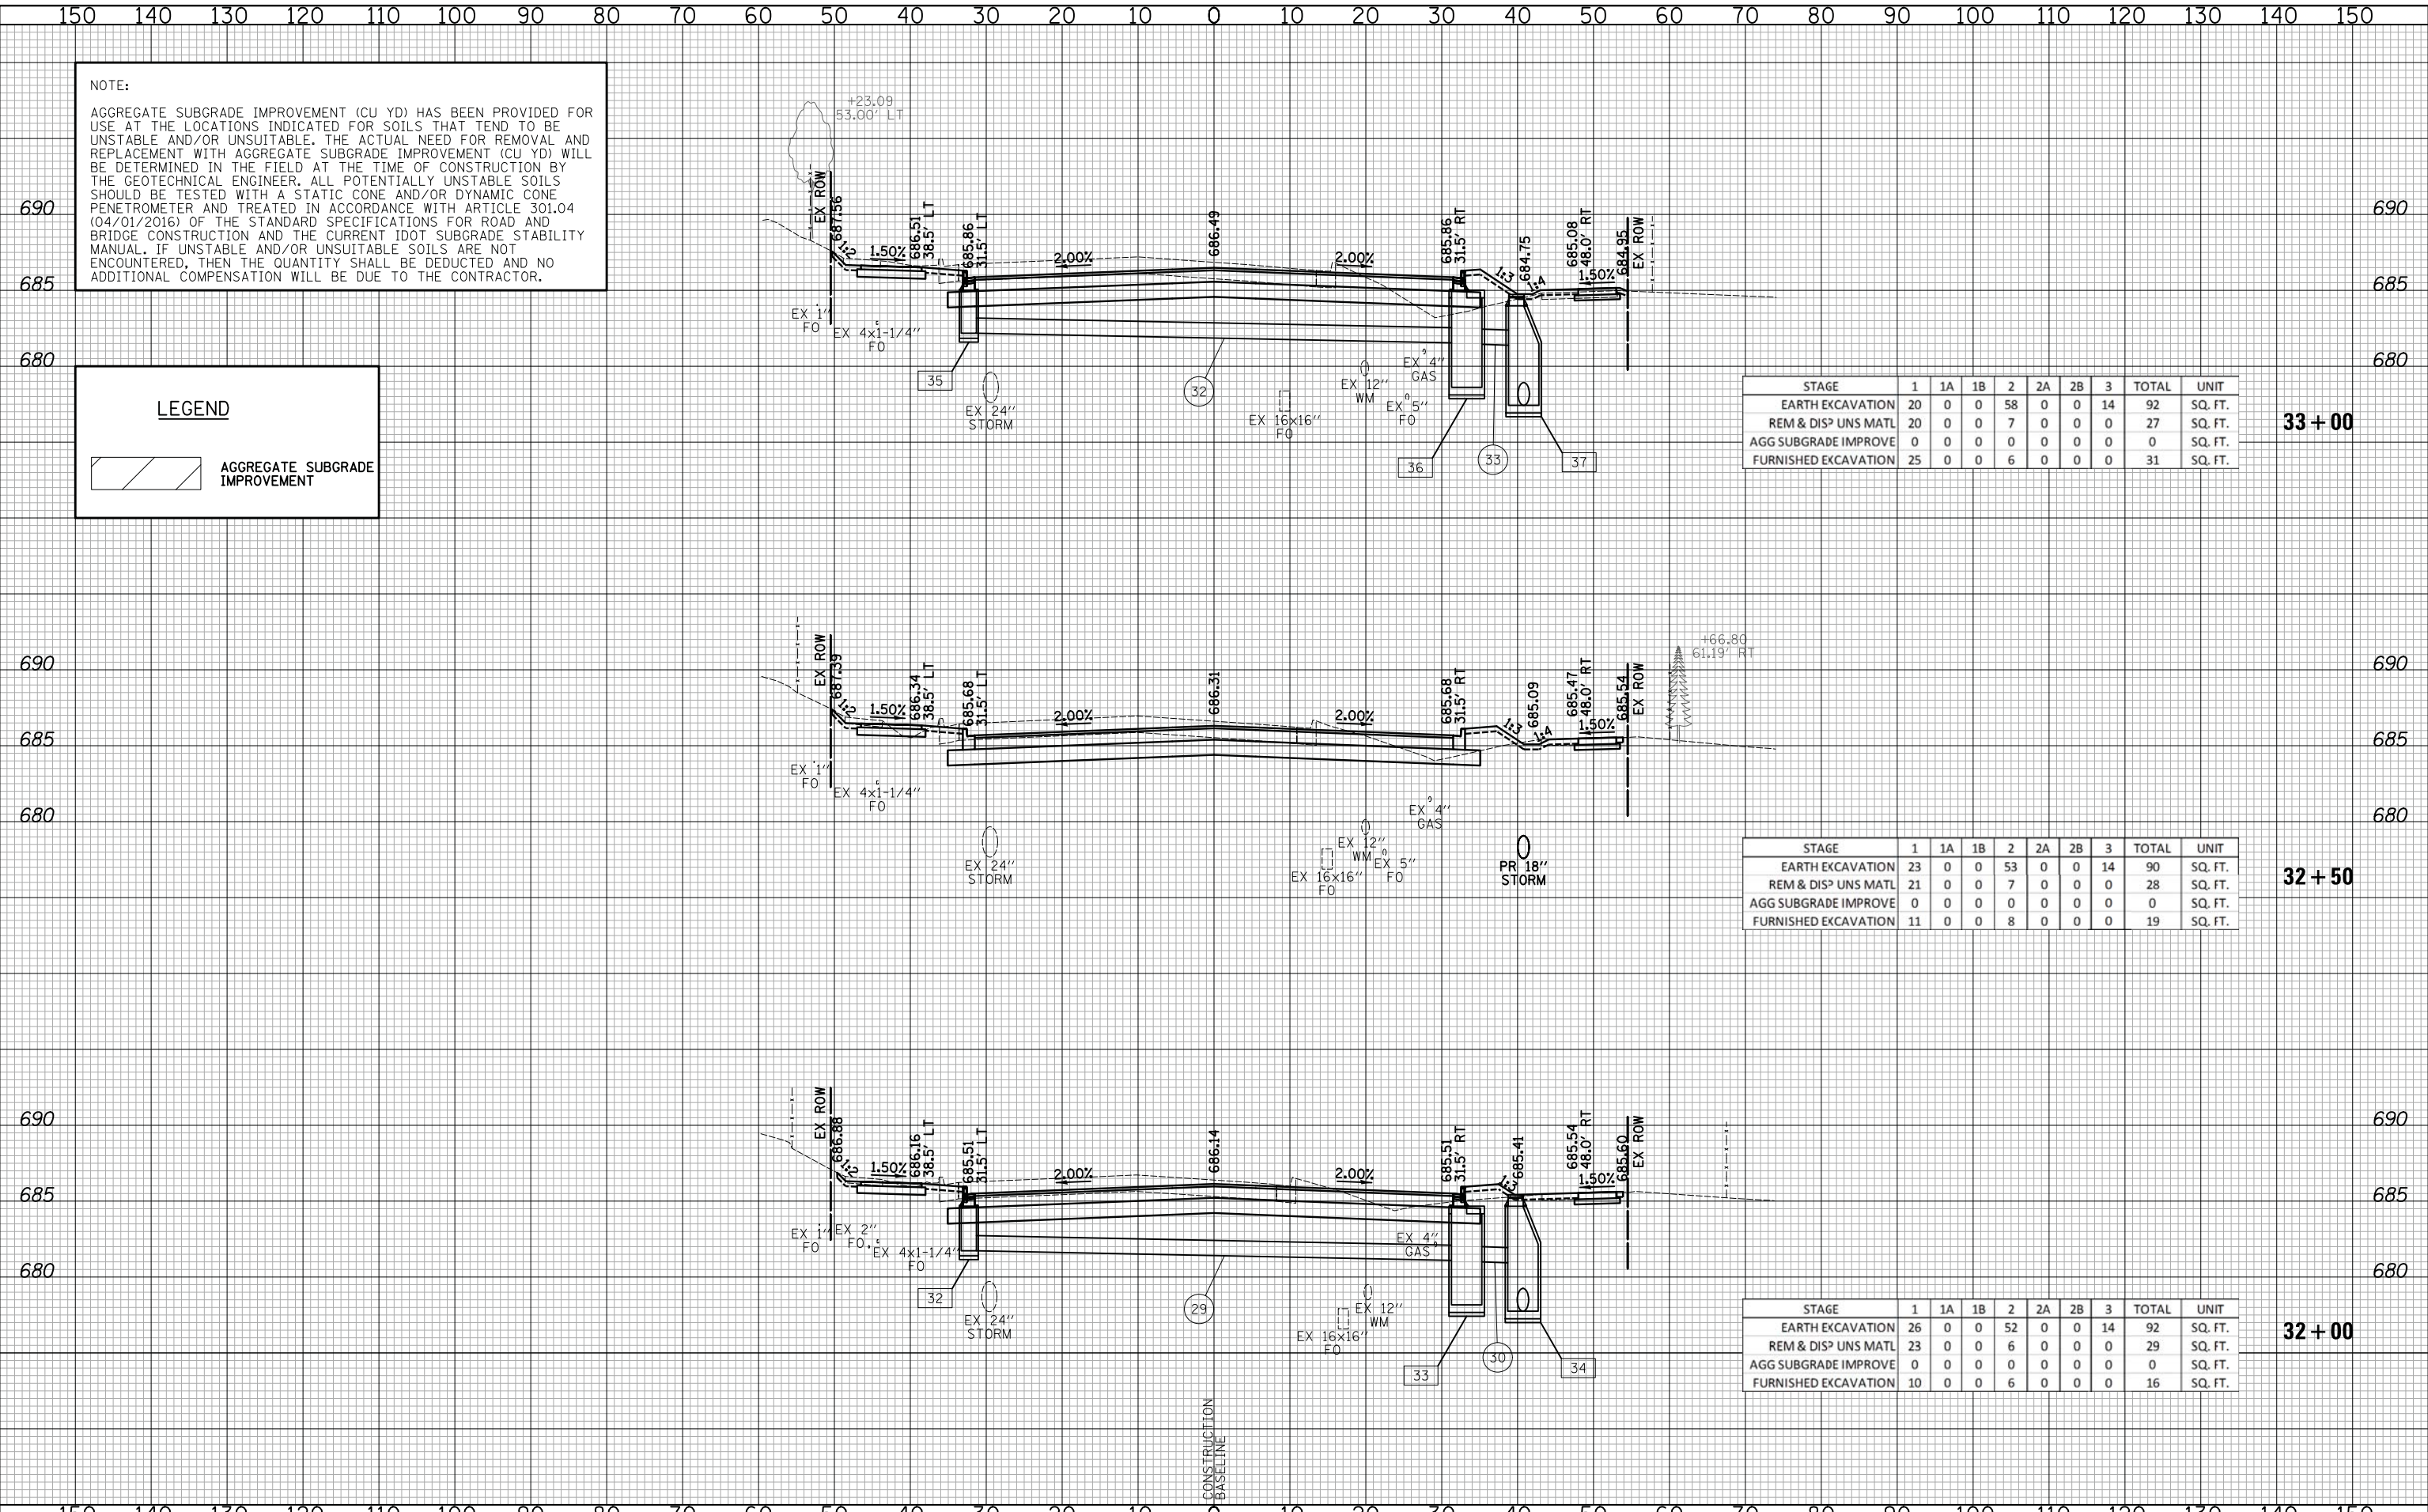 150 140 130 120 110 100 90 80 70 60 50 40 30 20 10 0 10 20 30 40 50 60 70 80 90 100 110 120 130 140 150
NOTE:
AGGREGATE SUBGRADE IMPROVEMENT (CU YD) HAS BEEN PROVIDED FOR
USE AT THE LOCATIONS INDICATED FOR SOILS THAT TEND TO BE
UNSTABLE AND/OR UNSUITABLE. THE ACTUAL NEED FOR REMOVAL AND
REPLACEMENT WITH AGGREGATE SUBGRADE IMPROVEMENT (CU YD) WILL
BE DETERMINED IN THE FIELD AT THE TIME OF CONSTRUCTION BY
THE GEOTECHNICAL ENGINEER. ALL POTENTIALLY UNSTABLE SOILS
SHOULD BE TESTED WITH A STATIC CONE AND/OR DYNAMIC CONE
PENETROMETER AND TREATED IN ACCORDANCE WITH ARTICLE 301.04
(04/01/2016) OF THE STANDARD SPECIFICATIONS FOR ROAD AND
BRIDGE CONSTRUCTION AND THE CURRENT IDOT SUBGRADE STABILITY
MANUAL. IF UNSTABLE AND/OR UNSUITABLE SOILS ARE NOT
ENCOUNTERED, THEN THE QUANTITY SHALL BE DEDUCTED AND NO
ADDITIONAL COMPENSATION WILL BE DUE TO THE CONTRACTOR.
LEGEND
AGGREGATE SUBGRADE
IMPROVEMENT
690
685
680
+23.09
53.00' LT
EX ROW
687.56
1:2
1.50%
686.51
38.5' LT
685.86
31.5' LT
2.00%
686.49
2.00%
685.86
31.5' RT
1:3
684.75
1:4
685.08
48.0' RT
1.50%
684.95
EX ROW
690
685
680
EX 1"
FO
EX 4x1-1/4"
FO
35
EX 24"
STORM
32
EX 16x16"
FO
EX 12"
WM
EX 4"
GAS
EX 5"
FO
36
33
37
STAGE 1 1A 1B 2 2A 2B 3 TOTAL UNIT
EARTH EXCAVATION 20 0 0 58 0 0 14 92 SQ. FT.
REM & DISP UNS MATL 20 0 0 7 0 0 0 27 SQ. FT.
AGG SUBGRADE IMPROVE 0 0 0 0 0 0 0 0 SQ. FT.
FURNISHED EXCAVATION 25 0 0 6 0 0 0 31 SQ. FT.
33+00
690
685
680
EX ROW
687.39
1:2
1.50%
686.34
38.5' LT
685.68
31.5' LT
2.00%
686.31
2.00%
685.68
31.5' RT
1:3
685.09
1:4
685.47
48.0' RT
1.50%
685.54
EX ROW
+66.80
61.19' RT
690
685
680
EX 1"
FO
EX 4x1-1/4"
FO
EX 24"
STORM
EX 16x16"
FO
EX 12"
WM
EX 5"
FO
EX 4"
GAS
PR 18"
STORM
STAGE 1 1A 1B 2 2A 2B 3 TOTAL UNIT
EARTH EXCAVATION 23 0 0 53 0 0 14 90 SQ. FT.
REM & DISP UNS MATL 21 0 0 7 0 0 0 28 SQ. FT.
AGG SUBGRADE IMPROVE 0 0 0 0 0 0 0 0 SQ. FT.
FURNISHED EXCAVATION 11 0 0 8 0 0 0 19 SQ. FT.
32+50
690
685
680
EX ROW
686.88
1:2
1.50%
686.16
38.5' LT
685.51
31.5' LT
2.00%
686.14
2.00%
685.51
31.5' RT
1:3
685.41
685.54
48.0' RT
1.50%
685.60
EX ROW
690
685
680
EX 1"
FO
EX 2"
FO
EX 4x1-1/4"
FO
32
EX 24"
STORM
29
EX 16x16"
FO
EX 12"
WM
EX 4"
GAS
33
30
34
STAGE 1 1A 1B 2 2A 2B 3 TOTAL UNIT
EARTH EXCAVATION 26 0 0 52 0 0 14 92 SQ. FT.
REM & DISP UNS MATL 23 0 0 6 0 0 0 29 SQ. FT.
AGG SUBGRADE IMPROVE 0 0 0 0 0 0 0 0 SQ. FT.
FURNISHED EXCAVATION 10 0 0 6 0 0 0 16 SQ. FT.
32+00
CONSTRUCTION
BASELINE
150 140 130 120 110 100 90 80 70 60 50 40 30 20 10 0 10 20 30 40 50 60 70 80 90 100 110 120 130 140 150